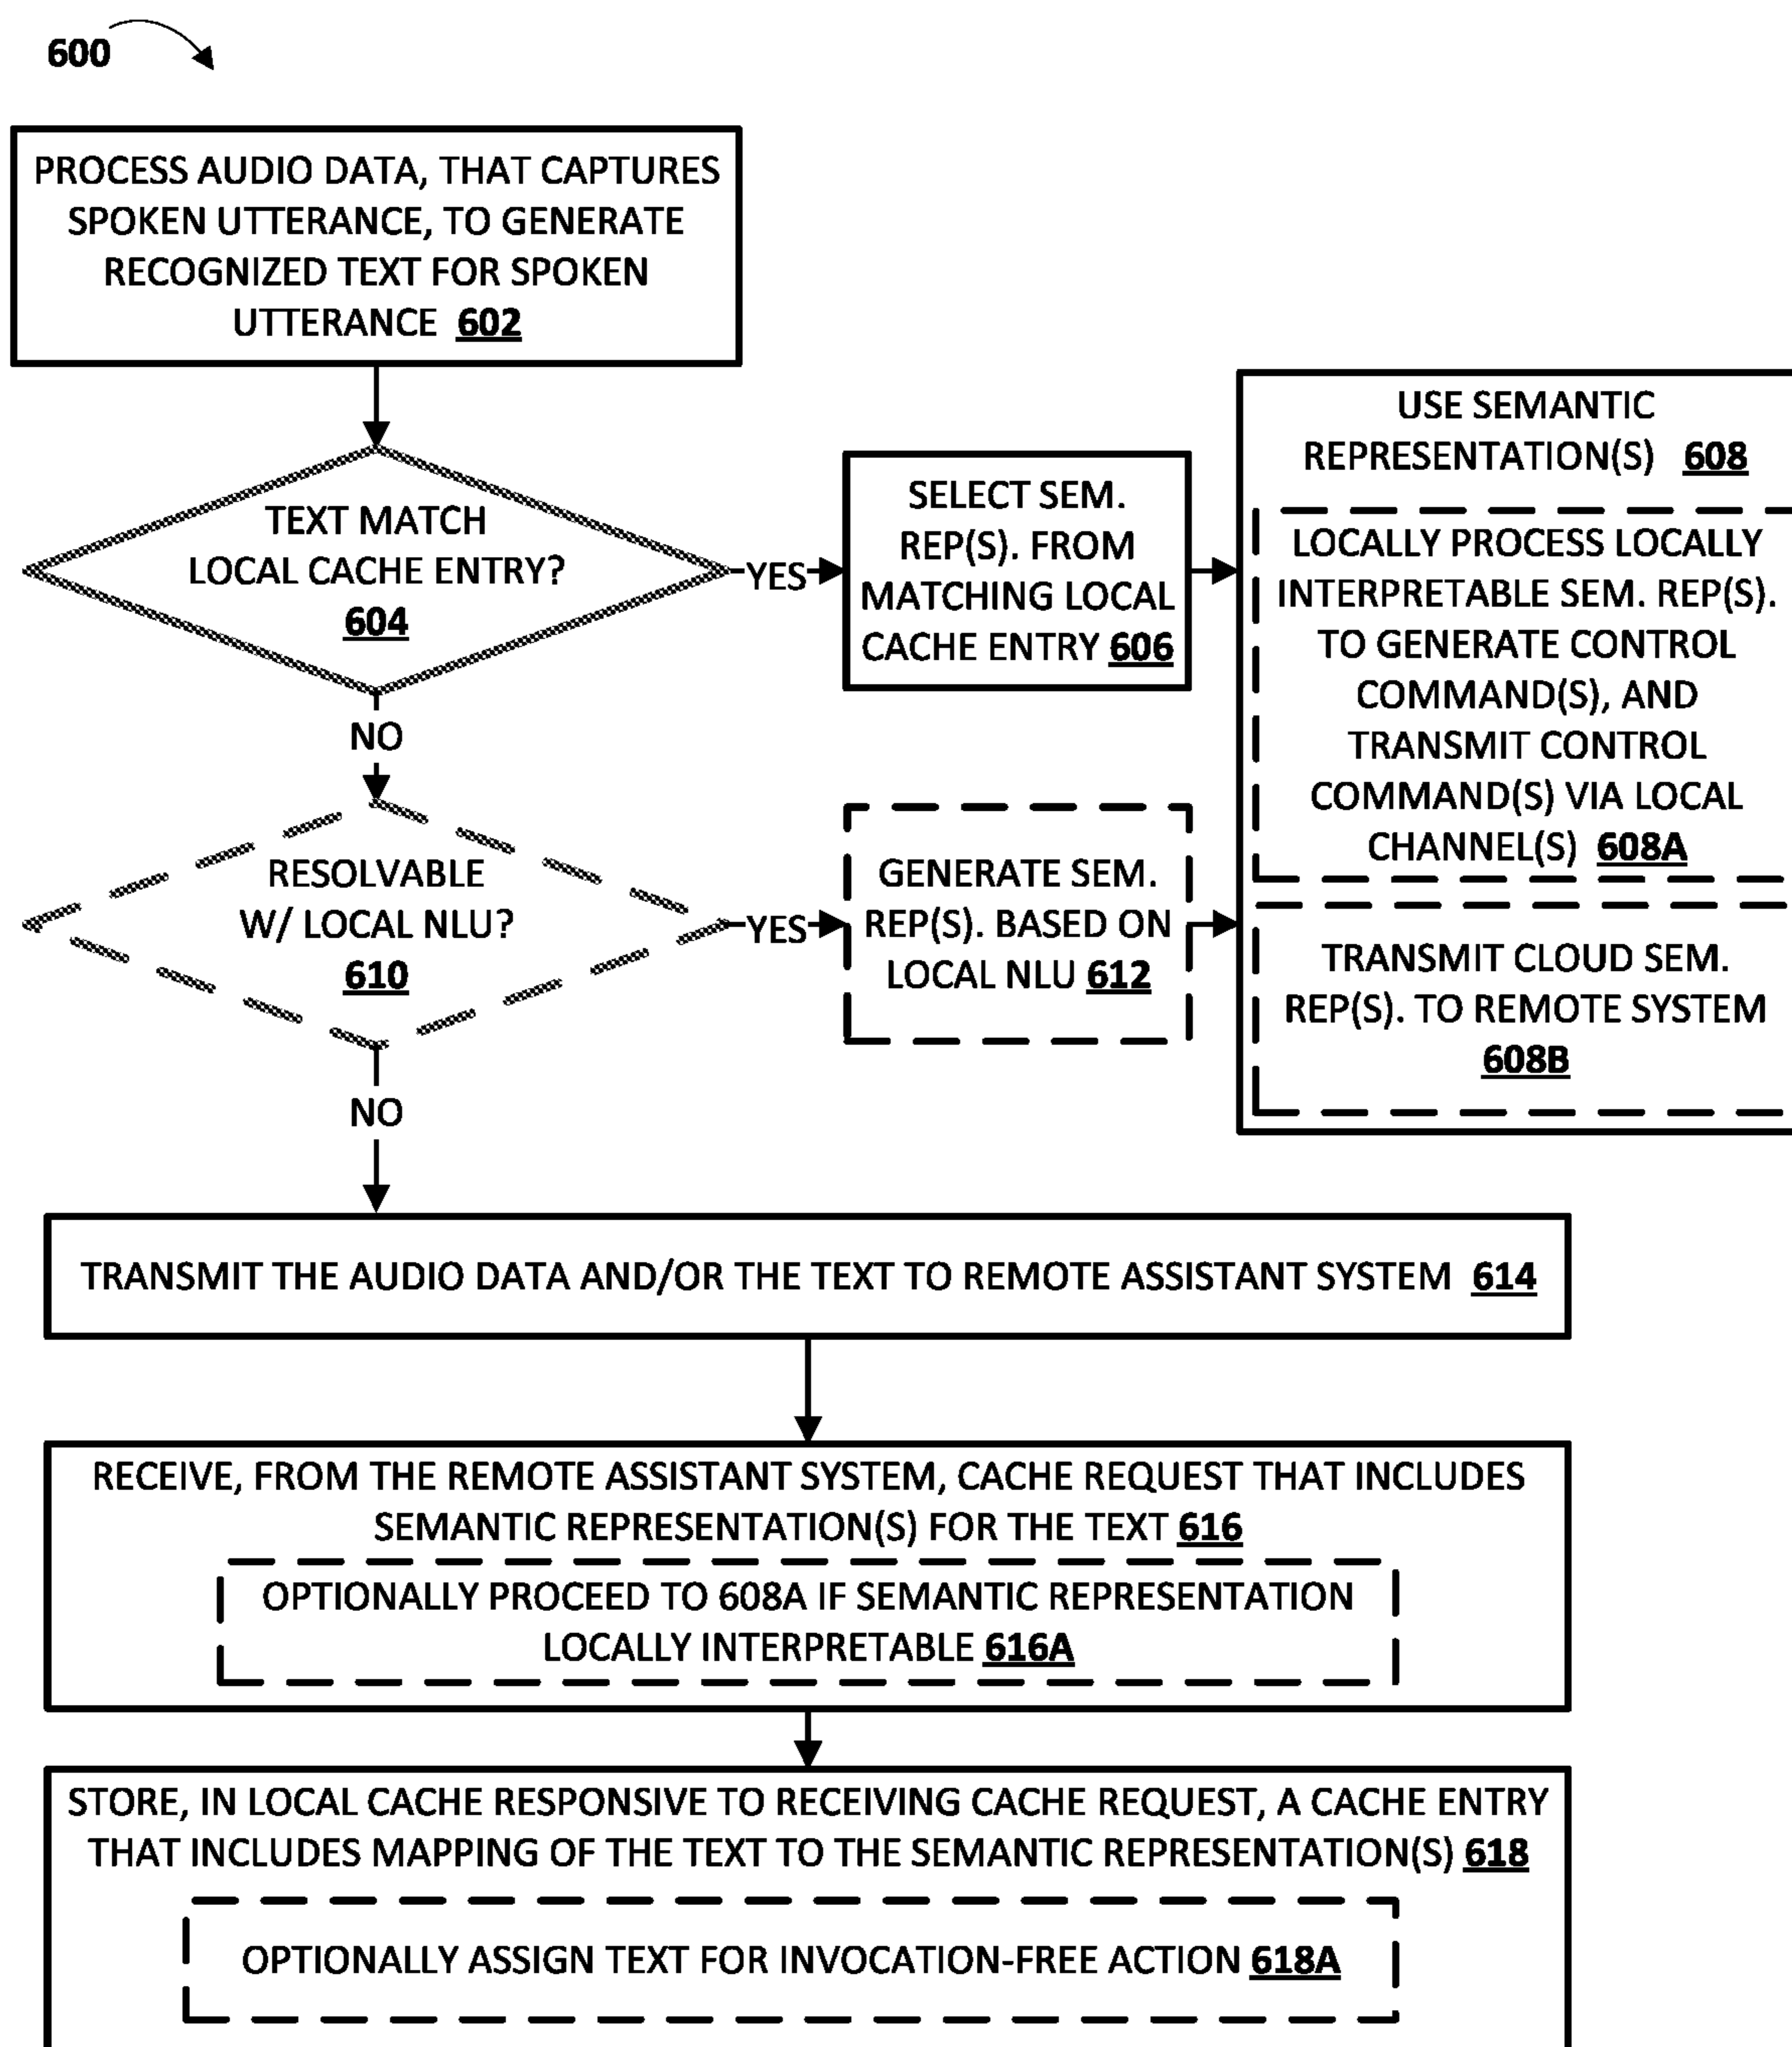 600
PROCESS AUDIO DATA, THAT CAPTURES
SPOKEN UTTERANCE, TO GENERATE
RECOGNIZED TEXT FOR SPOKEN
UTTERANCE 602
TEXT MATCH
LOCAL CACHE ENTRY?
604
YES
SELECT SEM.
REP(S). FROM
MATCHING LOCAL
CACHE ENTRY 606
USE SEMANTIC
REPRESENTATION(S) 608
LOCALLY PROCESS LOCALLY
INTERPRETABLE SEM. REP(S).
TO GENERATE CONTROL
COMMAND(S), AND
TRANSMIT CONTROL
COMMAND(S) VIA LOCAL
CHANNEL(S) 608A
TRANSMIT CLOUD SEM.
REP(S). TO REMOTE SYSTEM
608B
NO
RESOLVABLE
W/ LOCAL NLU?
610
YES
GENERATE SEM.
REP(S). BASED ON
LOCAL NLU 612
NO
TRANSMIT THE AUDIO DATA AND/OR THE TEXT TO REMOTE ASSISTANT SYSTEM 614
RECEIVE, FROM THE REMOTE ASSISTANT SYSTEM, CACHE REQUEST THAT INCLUDES
SEMANTIC REPRESENTATION(S) FOR THE TEXT 616
OPTIONALLY PROCEED TO 608A IF SEMANTIC REPRESENTATION
LOCALLY INTERPRETABLE 616A
STORE, IN LOCAL CACHE RESPONSIVE TO RECEIVING CACHE REQUEST, A CACHE ENTRY
THAT INCLUDES MAPPING OF THE TEXT TO THE SEMANTIC REPRESENTATION(S) 618
OPTIONALLY ASSIGN TEXT FOR INVOCATION-FREE ACTION 618A